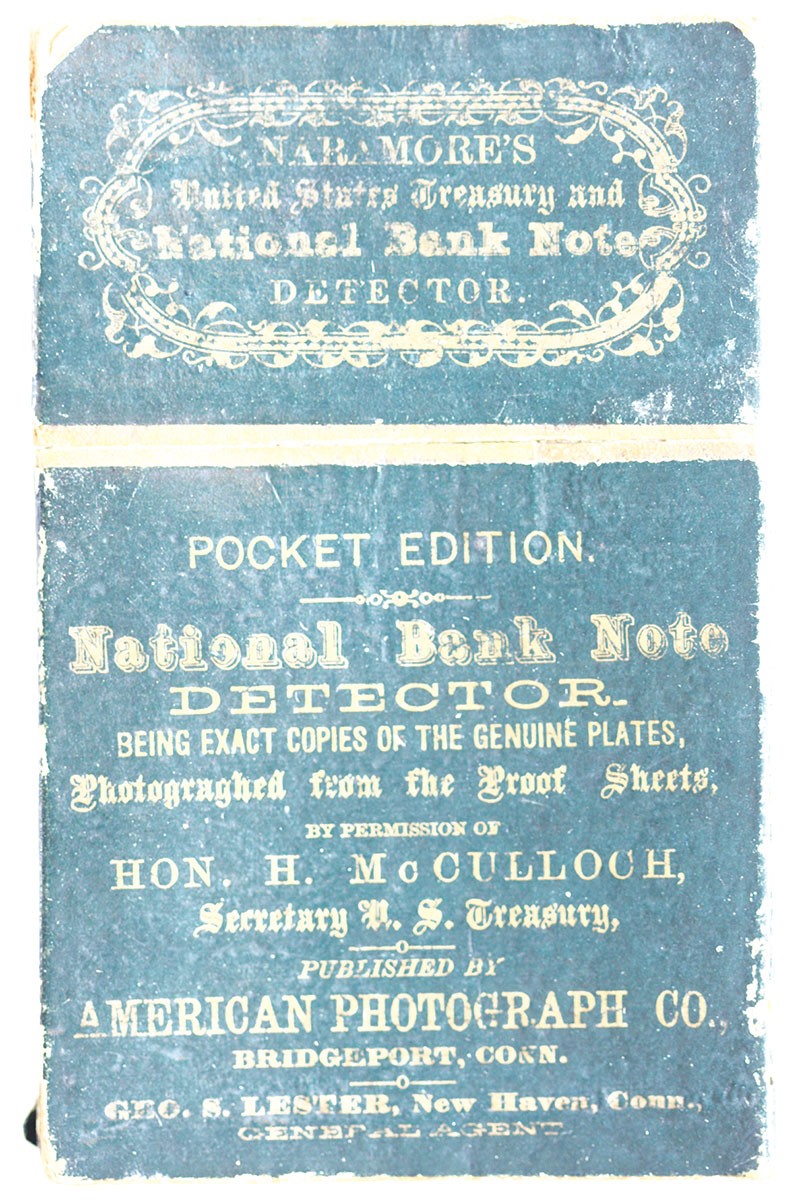 NARAMORE'S
United States Treasury and
National Bank Note
DETECTOR.
POCKET EDITION.
National Bank Note
DETECTOR.
BEING EXACT COPIES OF THE GENUINE PLATES,
Photograghed from the Proof Sheets,
BY PERMISSION OF
HON. H. McCULLOCH,
Secretary U. S. Treasury,
PUBLISHED BY
AMERICAN PHOTOGRAPH CO.,
BRIDGEPORT, CONN.
GEO. S. LESTER, New Haven, Conn.,
GENERAL AGENT.